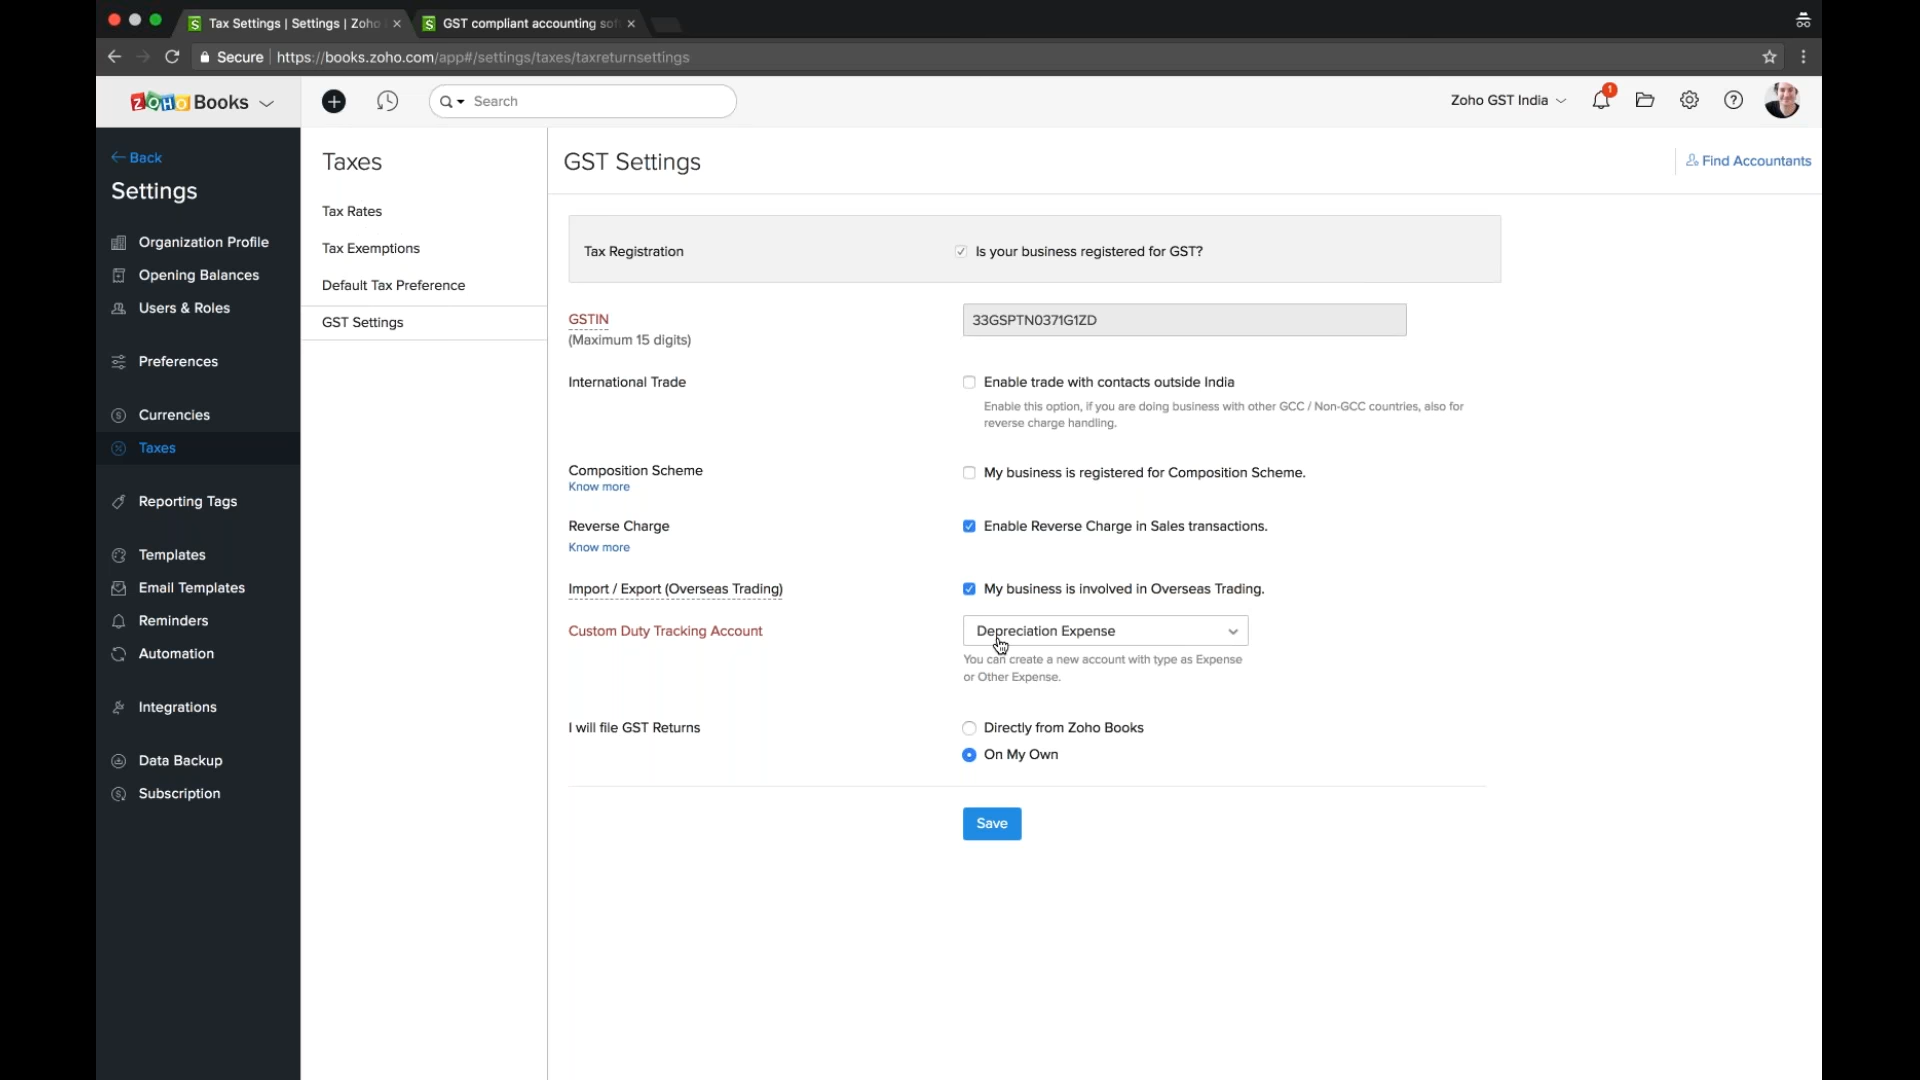 Tax Settings | Settings | Zoho
GST compliant accounting sof
Secure
https://books.zoho.com/app#/settings/taxes/taxreturnsettings
ZOHO Books
Search
Zoho GST India
1
Back
Settings
Organization Profile
Opening Balances
Users & Roles
Preferences
Currencies
Taxes
Reporting Tags
Templates
Email Templates
Reminders
Automation
Integrations
Data Backup
Subscription
Taxes
Tax Rates
Tax Exemptions
Default Tax Preference
GST Settings
GST Settings
Find Accountants
Tax Registration
Is your business registered for GST?
GSTIN
(Maximum 15 digits)
33GSPTN0371G1ZD
International Trade
Enable trade with contacts outside India
Enable this option, if you are doing business with other GCC / Non-GCC countries, also for
reverse charge handling.
Composition Scheme
Know more
My business is registered for Composition Scheme.
Reverse Charge
Know more
Enable Reverse Charge in Sales transactions.
Import / Export (Overseas Trading)
My business is involved in Overseas Trading.
Custom Duty Tracking Account
Depreciation Expense
You can create a new account with type as Expense
or Other Expense.
I will file GST Returns
Directly from Zoho Books
On My Own
Save